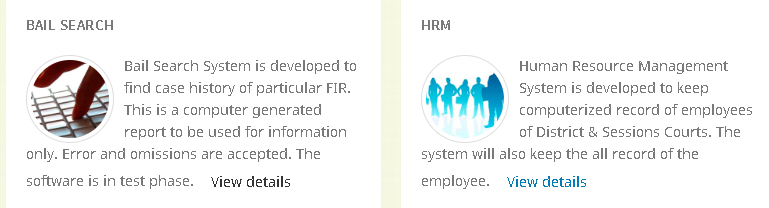 BAIL SEARCH
Bail Search System is developed to
find case history of particular FIR.
This is a computer generated
report to be used for information
only. Error and omissions are accepted. The
software is in test phase. View details
HRM
Human Resource Management
System is developed to keep
computerized record of employees
of District & Sessions Courts. The
system will also keep the all record of the
employee. View details